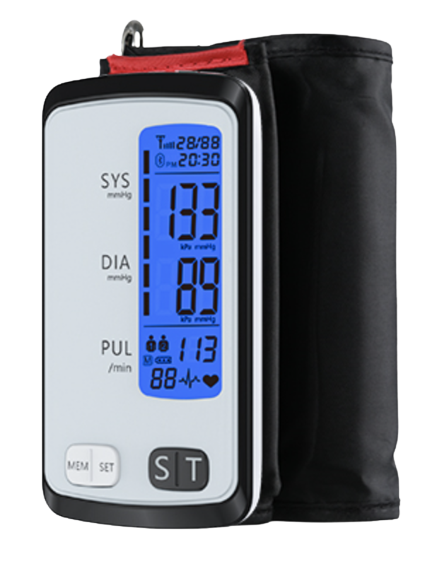 28/88
PM 20:30
SYS
mmHg
133
kPa mmHg
DIA
mmHg
89
kPa mmHg
PUL
/min
M 113
88
MEM SET
S T